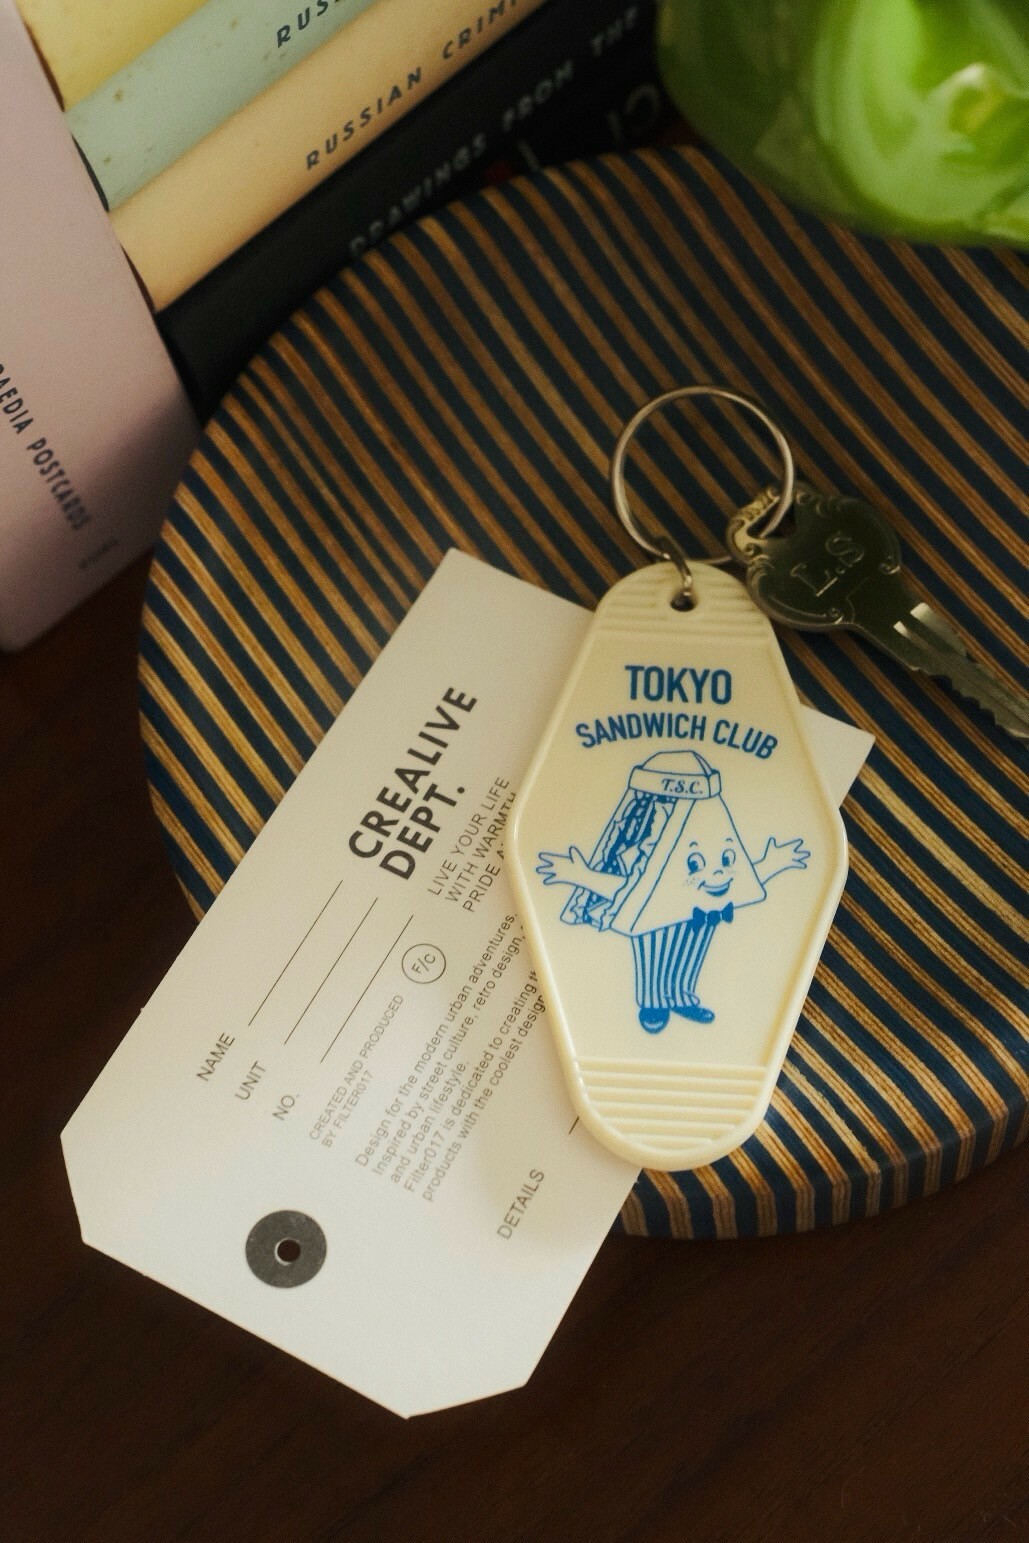 RUS
RUSSIAN CRIM
DRAWINGS FROM THE
POSTCARDS
L.S
TOKYO
SANDWICH CLUB
T.S.C.
CREALIVE
DEPT.
LIVE YOUR LIFE
WITH WARMTH
PRIDE
NAME
UNIT
NO.
F/C
CREATED AND PRODUCED
BY FILTER017
Design for the modern urban adventures.
Inspired by street culture, retro design,
and urban lifestyle.
Filter017 is dedicated to creating
products with the coolest design
DETAILS